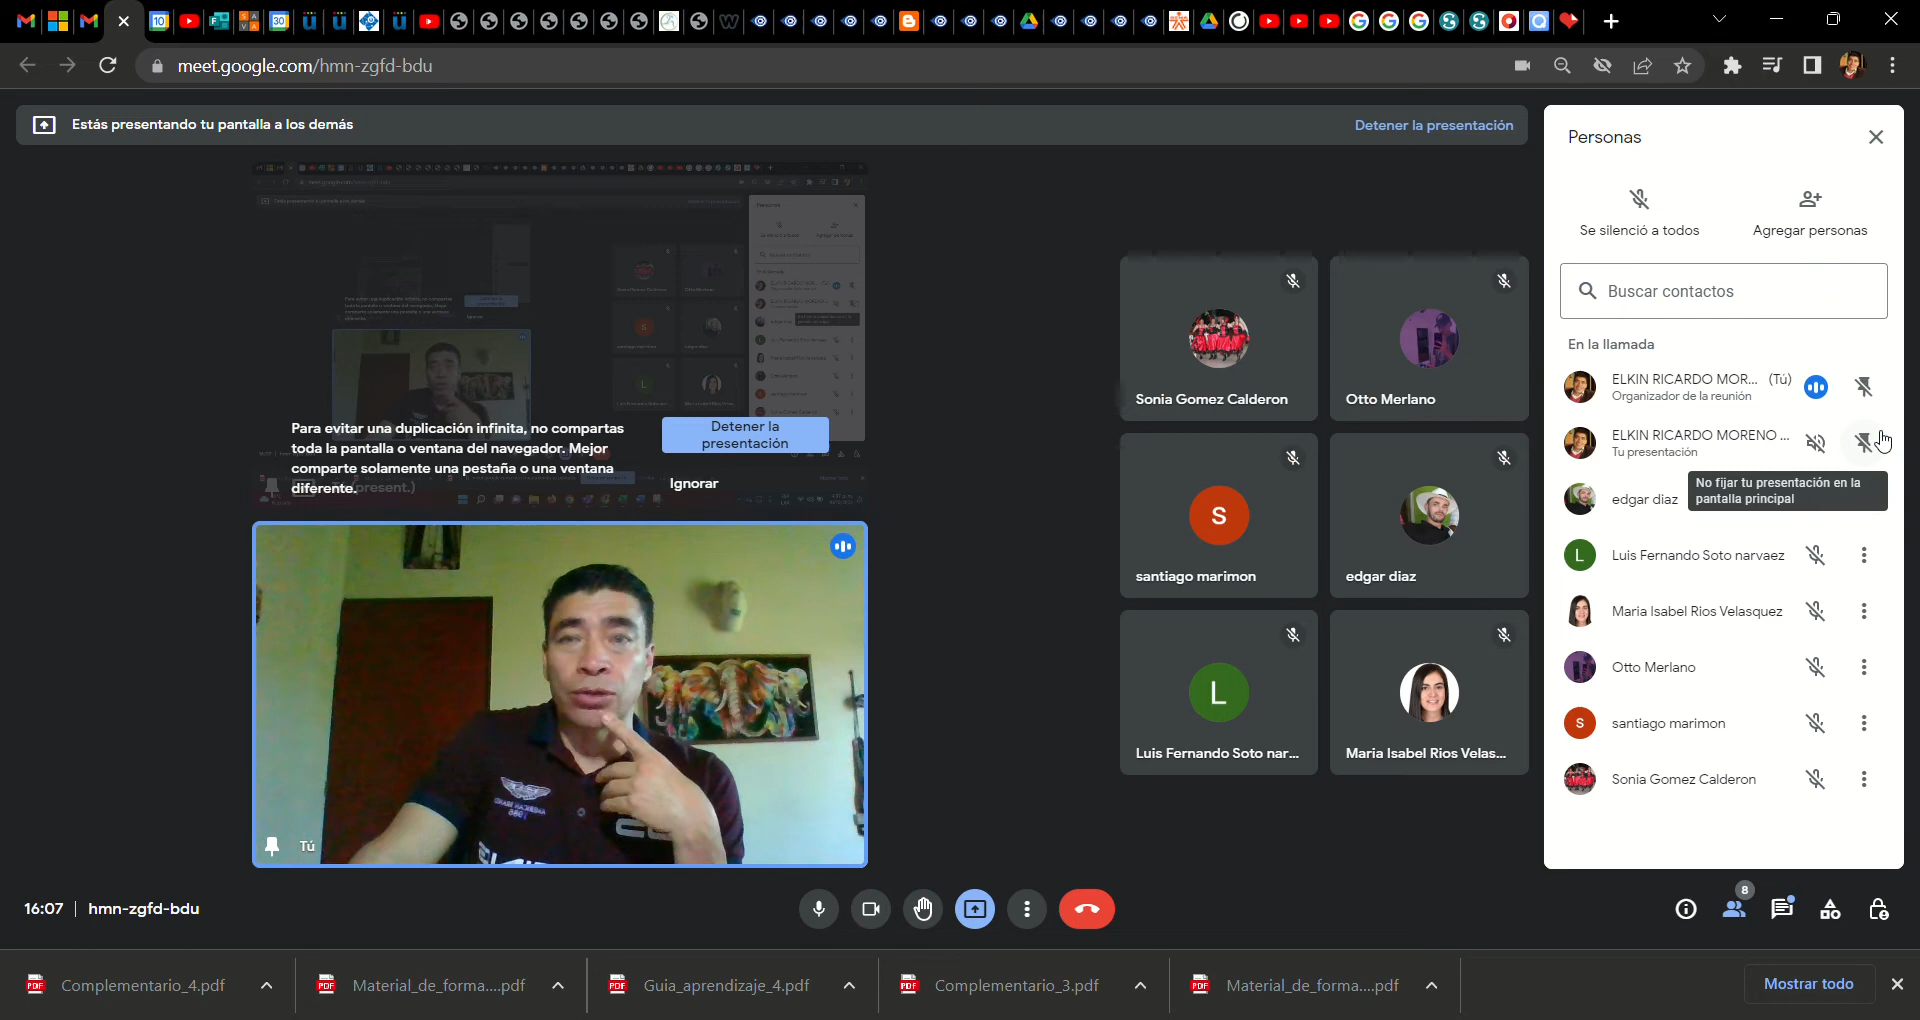 meet.google.com/hmn-zgfd-bdu
Estás presentando tu pantalla a los demás
Detener la presentación
Para evitar una duplicación infinita, no compartas
toda la pantalla o ventana del navegador. Mejor
comparte solamente una pestaña o una ventana
diferente.
Detener la
presentación
Ignorar
Tú
Sonia Gomez Calderon
Otto Merlano
S
santiago marimon
edgar diaz
L
Luis Fernando Soto nar...
Maria Isabel Rios Velas...
Personas
Se silenció a todos
Agregar personas
Buscar contactos
En la llamada
ELKIN RICARDO MOR... (Tú)
Organizador de la reunión
ELKIN RICARDO MORENO ...
Tu presentación
No fijar tu presentación en la
pantalla principal
edgar diaz
L
Luis Fernando Soto narvaez
Maria Isabel Rios Velasquez
Otto Merlano
S
santiago marimon
Sonia Gomez Calderon
16:07 | hmn-zgfd-bdu
8
Complementario_4.pdf
Material_de_forma....pdf
Guia_aprendizaje_4.pdf
Complementario_3.pdf
Material_de_forma....pdf
Mostrar todo